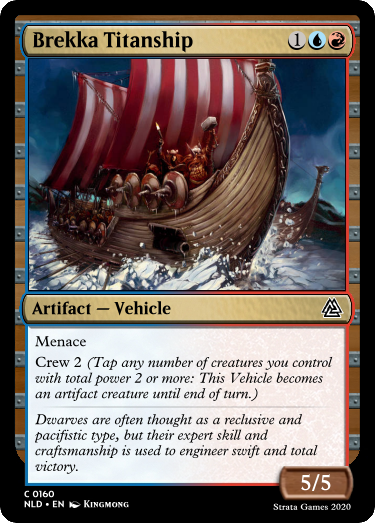 Brekka Titanship 1
Artifact — Vehicle
Menace
Crew 2 (Tap any number of creatures you control
with total power 2 or more: This Vehicle becomes
an artifact creature until end of turn.)
Dwarves are often thought as a reclusive and
pacifistic type, but their expert skill and
craftsmanship is used to engineer swift and total
victory.
5/5
C 0160
NLD • EN Kingmong
Strata Games 2020